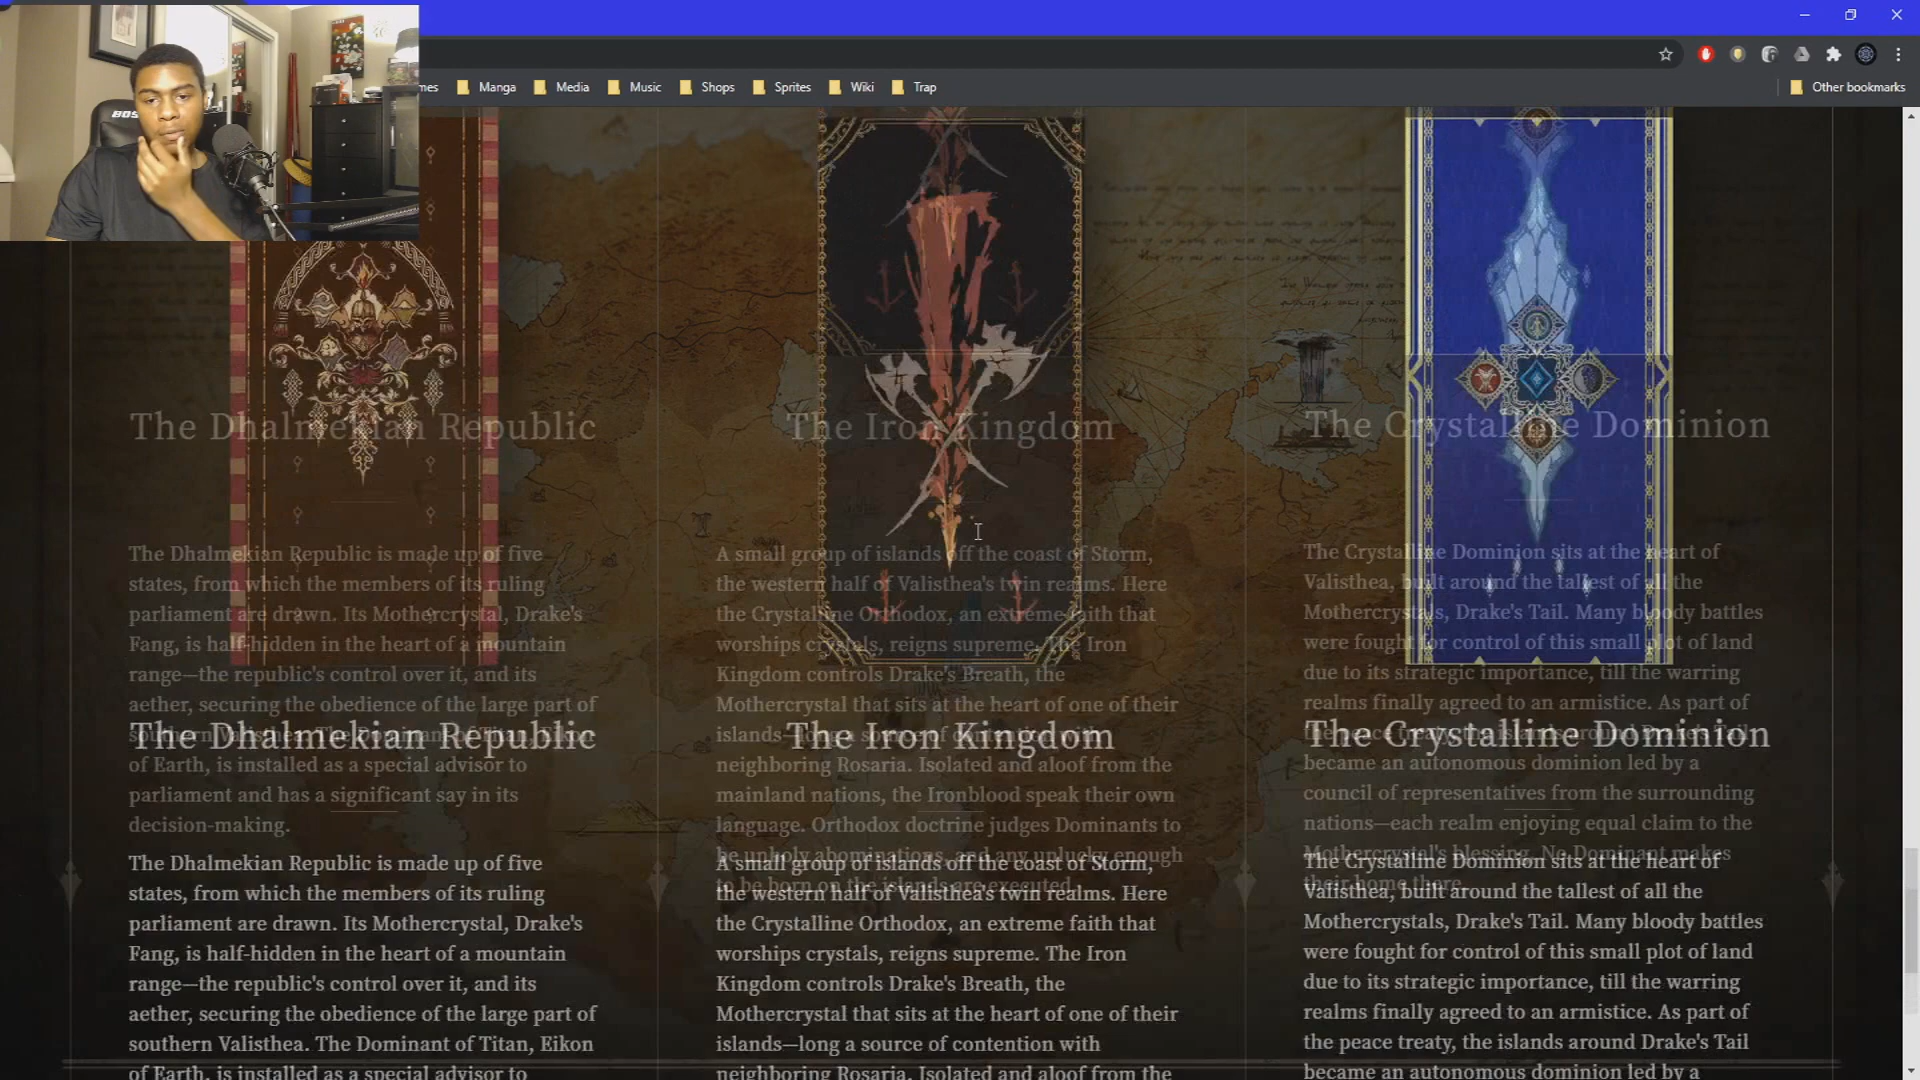 mes
Manga
Media
Music
Shops
Sprites
Wiki
Trap
Other bookmarks
BOS
The Dhalmekian Republic
The Dhalmekian Republic is made up of five
states, from which the members of its ruling
parliament are drawn. Its Mothercrystal, Drake's
Fang, is half-hidden in the heart of a mountain
range—the republic's control over it, and its
aether, securing the obedience of the large part of
southern Valisthea. The Dominant of Titan, Eikon
of Earth, is installed as a special advisor to
parliament and has a significant say in its
decision-making.
The Dhalmekian Republic
The Dhalmekian Republic is made up of five
states, from which the members of its ruling
parliament are drawn. Its Mothercrystal, Drake's
Fang, is half-hidden in the heart of a mountain
range—the republic's control over it, and its
aether, securing the obedience of the large part of
southern Valisthea. The Dominant of Titan, Eikon
of Earth, is installed as a special advisor to
The Iron Kingdom
A small group of islands off the coast of Storm,
the western half of Valisthea's twin realms. Here
the Crystalline Orthodox, an extreme faith that
worships crystals, reigns supreme. The Iron
Kingdom controls Drake's Breath, the
Mothercrystal that sits at the heart of one of their
islands—long a source of contention with
neighboring Rosaria. Isolated and aloof from the
mainland nations, the Ironblood speak their own
language. Orthodox doctrine judges Dominants to
be unholy abominations, and any unlucky enough
to be born on the islands are executed.
The Iron Kingdom
A small group of islands off the coast of Storm,
the western half of Valisthea's twin realms. Here
the Crystalline Orthodox, an extreme faith that
worships crystals, reigns supreme. The Iron
Kingdom controls Drake's Breath, the
Mothercrystal that sits at the heart of one of their
islands—long a source of contention with
neighboring Rosaria. Isolated and aloof from the
The Crystalline Dominion
The Crystalline Dominion sits at the heart of
Valisthea, built around the tallest of all the
Mothercrystals, Drake's Tail. Many bloody battles
were fought for control of this small plot of land
due to its strategic importance, till the warring
realms finally agreed to an armistice. As part of
the peace treaty, the islands around Drake's Tail
became an autonomous dominion led by a
council of representatives from the surrounding
nations—each realm enjoying equal claim to the
Mothercrystal's blessing. No Dominant makes
their home there.
The Crystalline Dominion
The Crystalline Dominion sits at the heart of
Valisthea, built around the tallest of all the
Mothercrystals, Drake's Tail. Many bloody battles
were fought for control of this small plot of land
due to its strategic importance, till the warring
realms finally agreed to an armistice. As part of
the peace treaty, the islands around Drake's Tail
became an autonomous dominion led by a